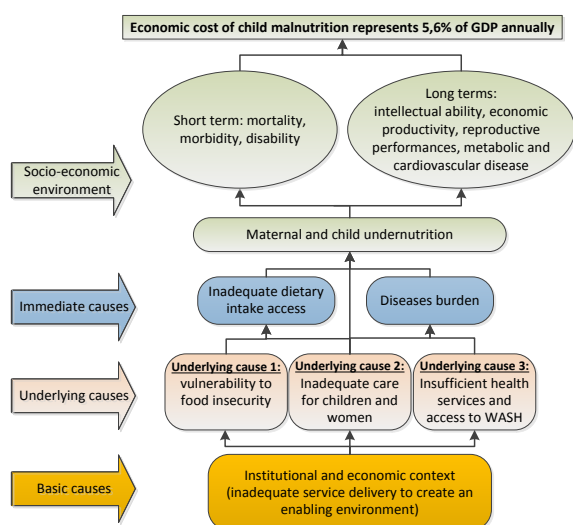 Economic cost of child malnutrition represents 5,6% of GDP annually
Short term: mortality,
morbidity, disability
Long terms:
intellectual ability, economic
productivity, reproductive
performances, metabolic and
cardiovascular disease
Socio-economic
environment
Maternal and child undernutrition
Immediate causes
Inadequate dietary
intake access
Diseases burden
Underlying causes
Underlying cause 1:
vulnerability to
food insecurity
Underlying cause 2:
Inadequate care
for children and
women
Underlying cause 3:
Insufficient health
services and
access to WASH
Basic causes
Institutional and economic context
(inadequate service delivery to create an
enabling environment)